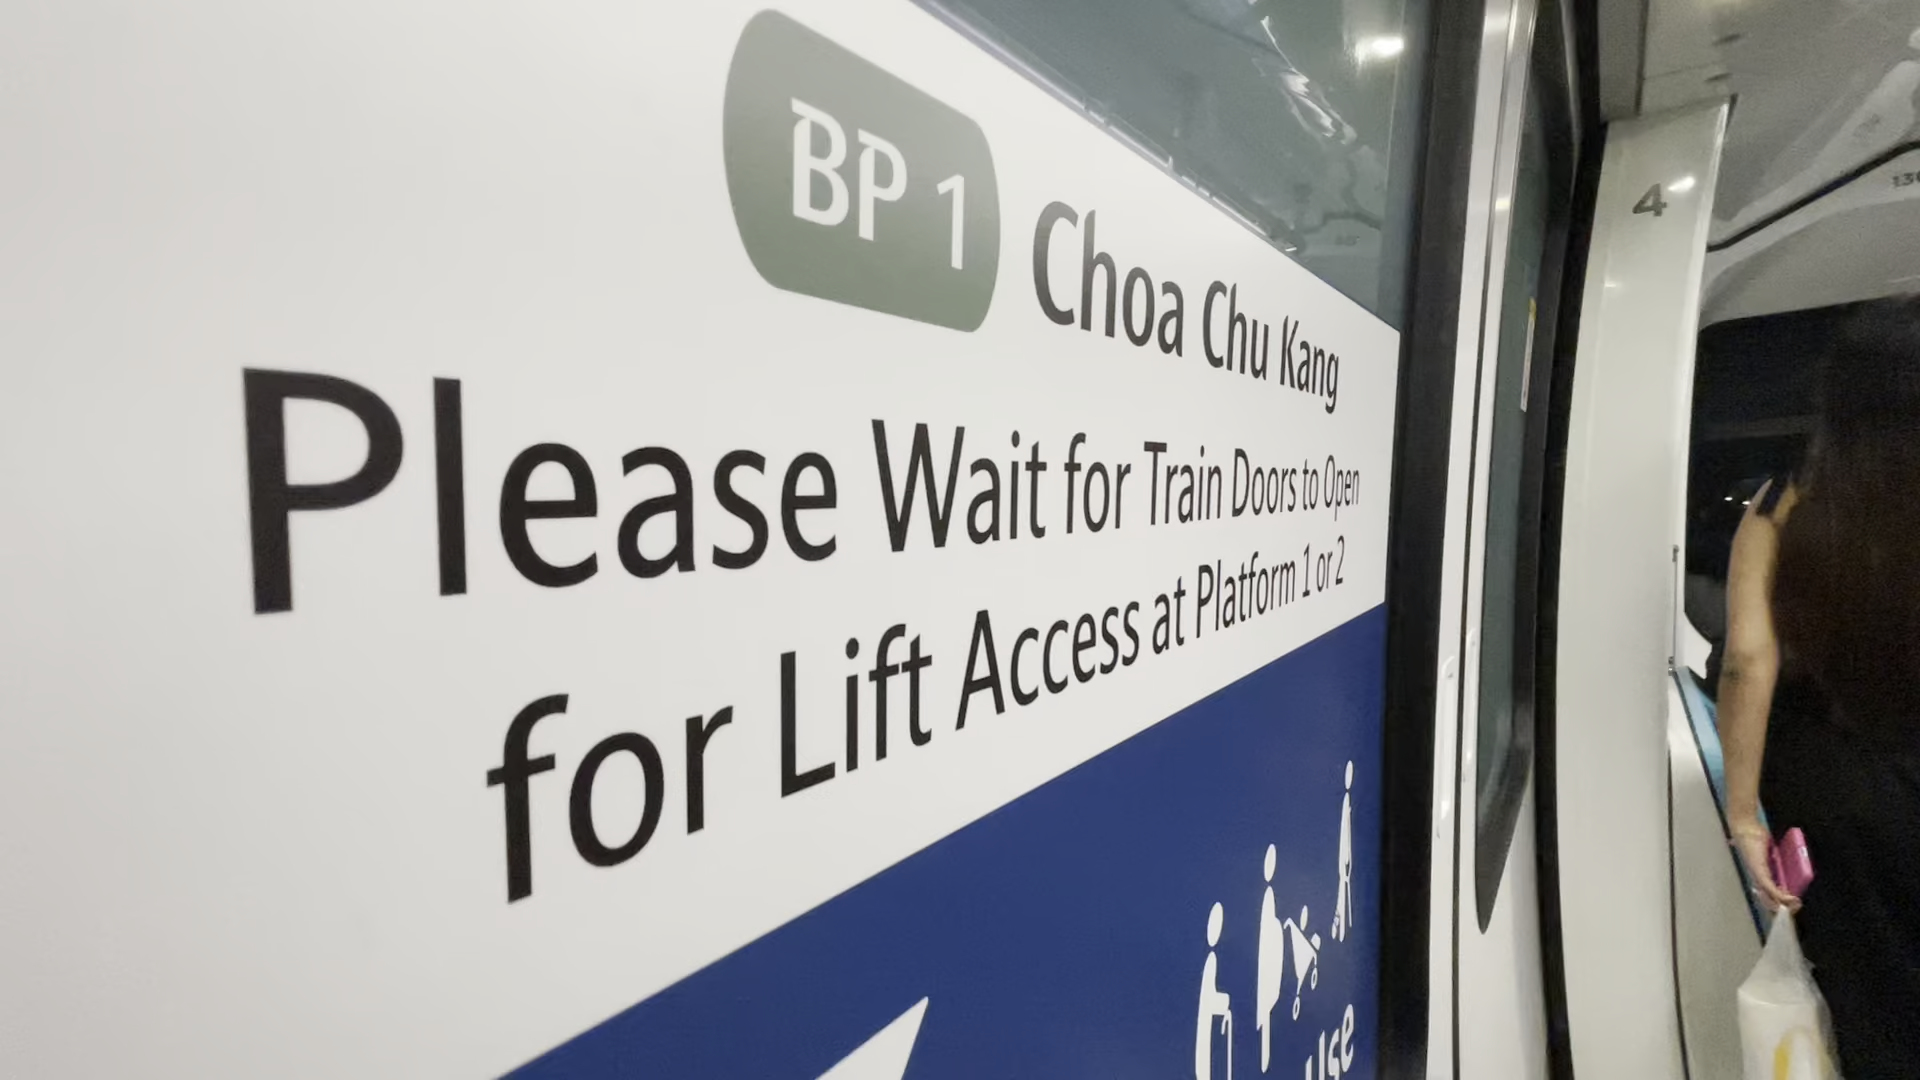 BP 1 Choa Chu Kang
Please Wait for Train Doors to Open
for Lift Access at Platform 1 or 2
Use
4